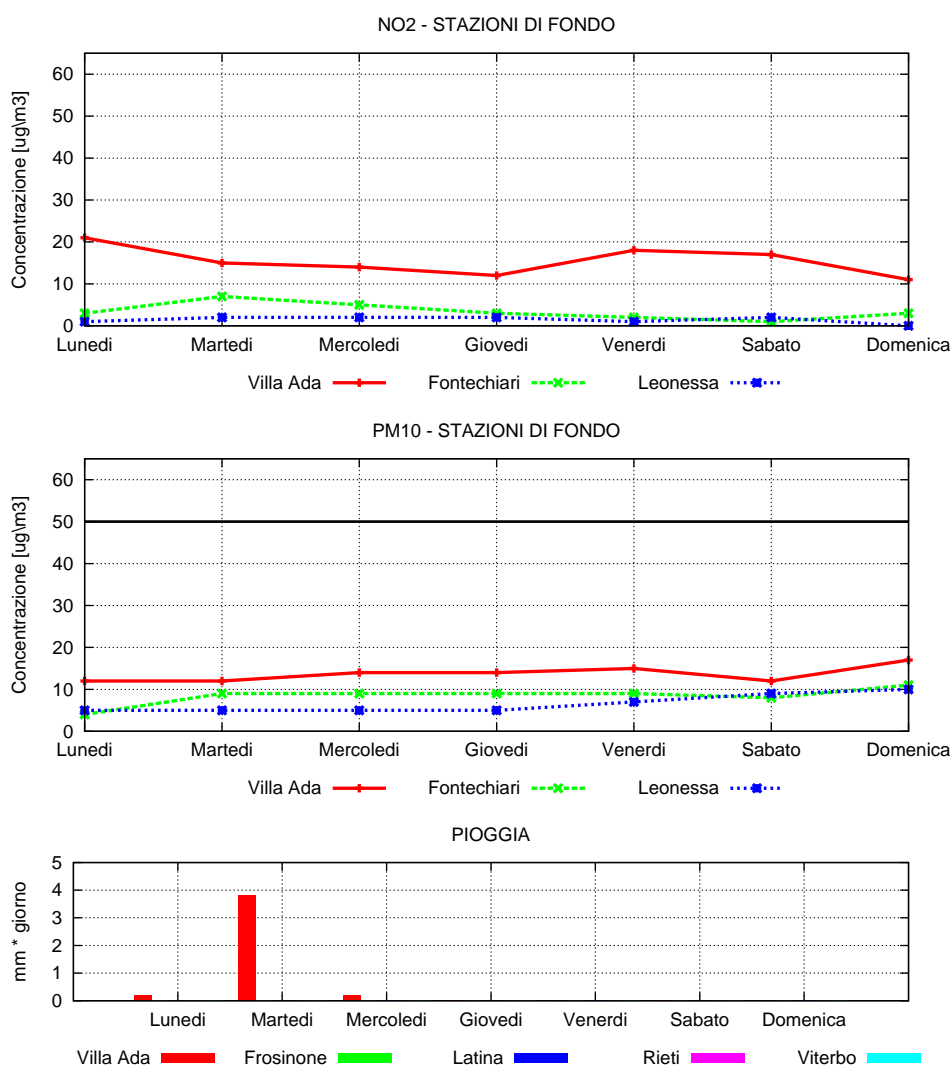 NO2 - STAZIONI DI FONDO
Concentrazione [ug\m3]
60
50
40
30
20
10
0
Lunedi Martedi Mercoledi Giovedi Venerdi Sabato Domenica
Villa Ada Fontechiari Leonessa
PM10 - STAZIONI DI FONDO
Concentrazione [ug\m3]
60
50
40
30
20
10
0
Lunedi Martedi Mercoledi Giovedi Venerdi Sabato Domenica
Villa Ada Fontechiari Leonessa
PIOGGIA
mm * giorno
5
4
3
2
1
0
Lunedi Martedi Mercoledi Giovedi Venerdi Sabato Domenica
Villa Ada Frosinone Latina Rieti Viterbo